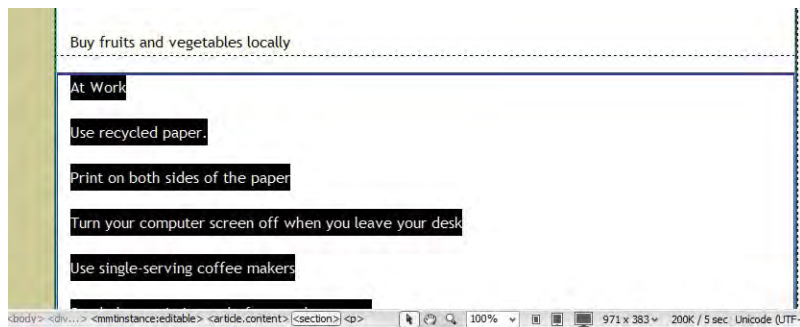 Buy fruits and vegetables locally
At Work
Use recycled paper.
Print on both sides of the paper
Turn your computer screen off when you leave your desk
Use single-serving coffee makers
<body> <div...> <mmtinstance:editable> <article.content> <section> <p> 100% 971 x 383 200K / 5 sec Unicode (UTF-